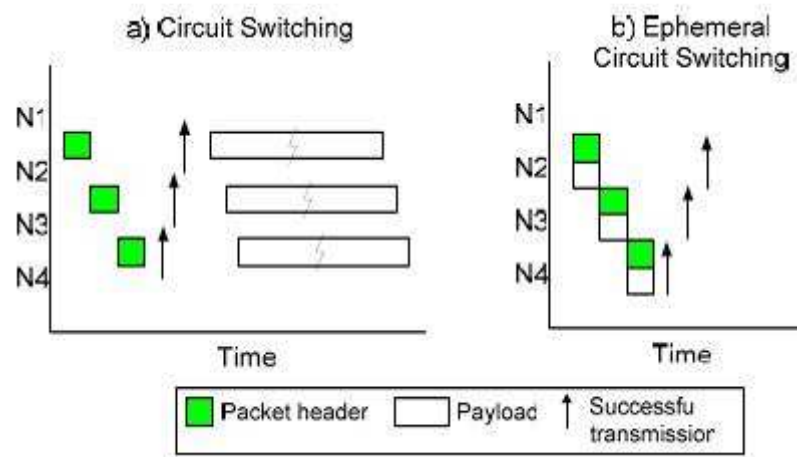 a) Circuit Switching
b) Ephemeral
Circuit Switching
N1
N2
N3
N4
Time
N1
N2
N3
N4
Time
Packet header
Payload
Successfu
transmission